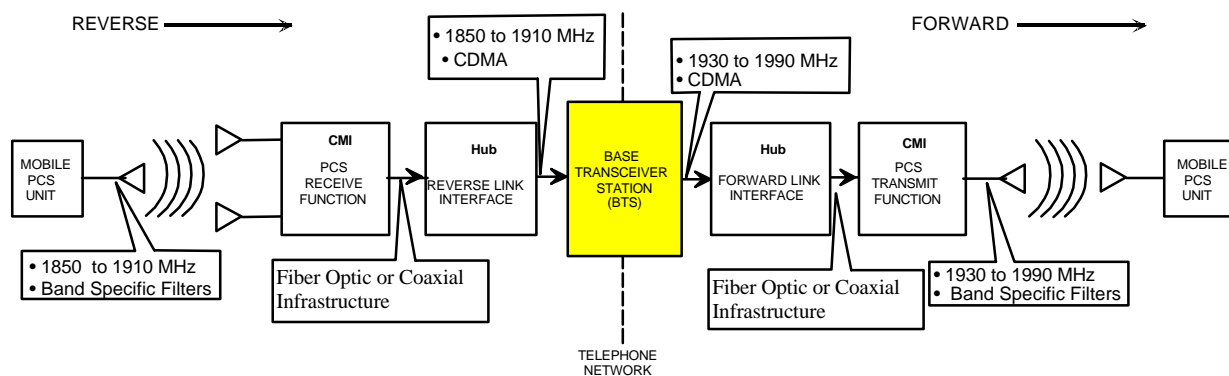 REVERSE
FORWARD
• 1850 to 1910 MHz
• CDMA
• 1930 to 1990 MHz
• CDMA
MOBILE
PCS
UNIT
CMI
PCS
RECEIVE
FUNCTION
Hub
REVERSE LINK
INTERFACE
BASE
TRANSCEIVER
STATION
(BTS)
Hub
FORWARD LINK
INTERFACE
CMI
PCS
TRANSMIT
FUNCTION
MOBILE
PCS
UNIT
• 1850 to 1910 MHz
• Band Specific Filters
Fiber Optic or Coaxial
Infrastructure
Fiber Optic or Coaxial
Infrastructure
• 1930 to 1990 MHz
• Band Specific Filters
TELEPHONE
NETWORK